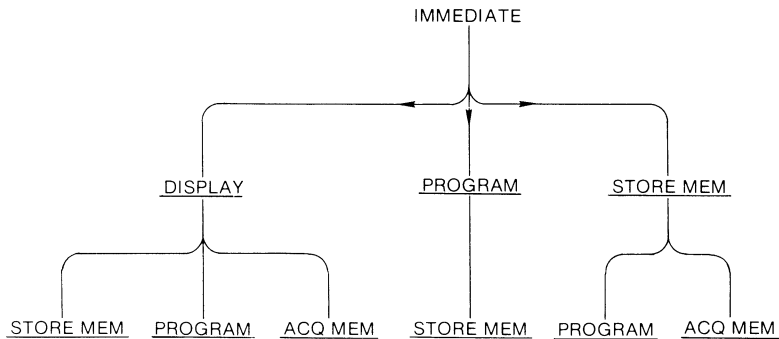 IMMEDIATE
DISPLAY PROGRAM STORE MEM
STORE MEM PROGRAM ACQ MEM STORE MEM PROGRAM ACQ MEM